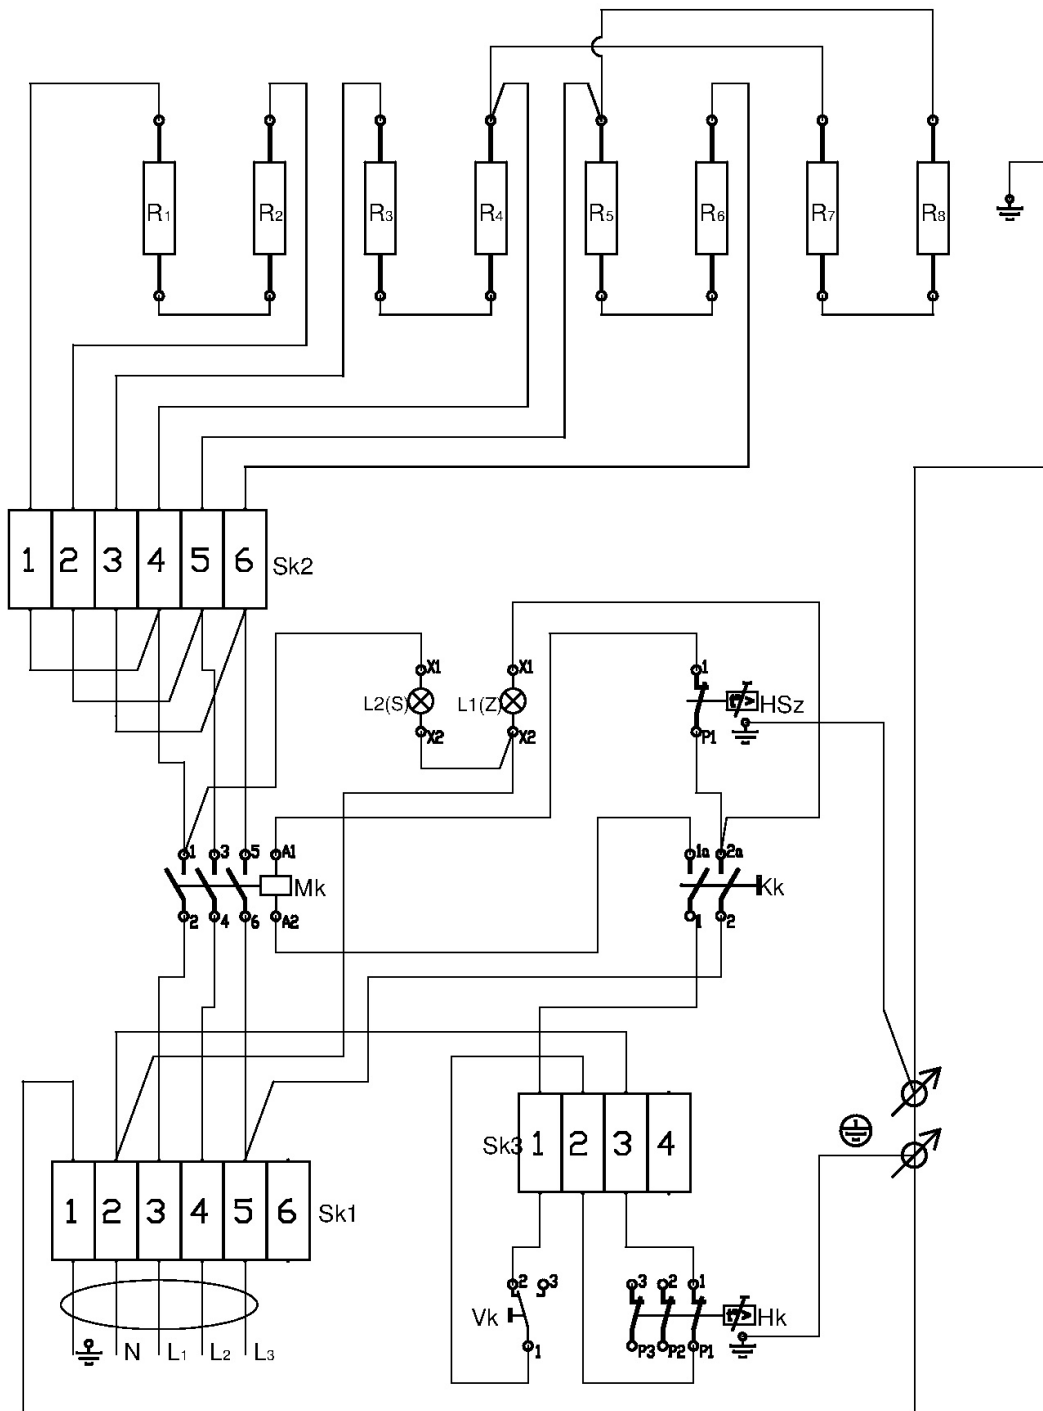 R1 R2 R3 R4 R5 R6 R7 R8
1 2 3 4 5 6 Sk2
X1 X1 1
L2(S) L1(Z) HSz
X2 X2 P1
1 3 5 A1 1a 2a
Mk Kk
2 4 6 A2 1 2
Sk3 1 2 3 4
1 2 3 4 5 6 Sk1
2 3 3 2 1
Vk Hk
1 P3 P2 P1
N L1 L2 L3